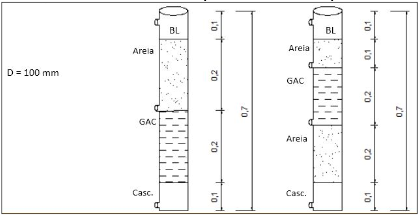 BL
Areia
D = 100 mm
GAC
Casc.
0,1
0,2
0,2
0,1
0,7
BL
Areia
GAC
Areia
Casc.
0,1
0,1
0,2
0,2
0,1
0,7